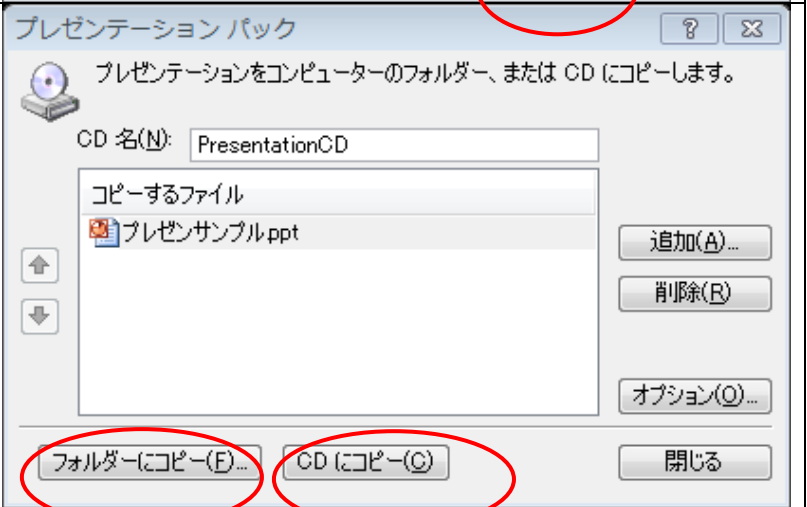 プレゼンテーション パック
プレゼンテーションをコンピューターのフォルダー、または CD にコピーします。
CD 名(N): PresentationCD
コピーするファイル
プレゼンサンプル.ppt
追加(A)...
削除(R)
オプション(O)...
フォルダーにコピー(F)... CD にコピー(C) 閉じる